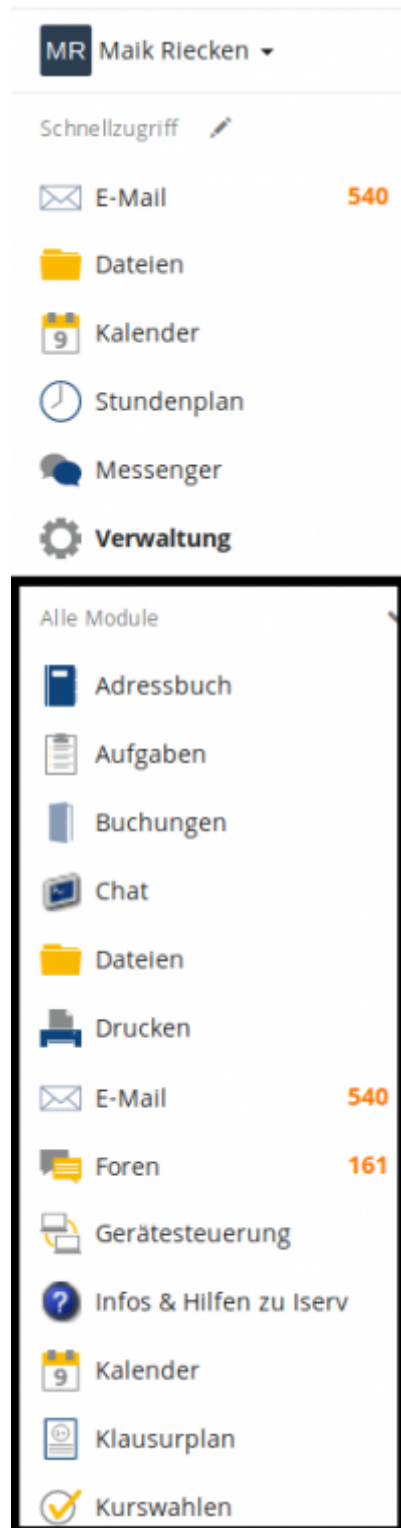 MR Maik Riecken
Schnellzugriff
E-Mail 540
Dateien
9 Kalender
Stundenplan
Messenger
Verwaltung
Alle Module
Adressbuch
Aufgaben
Buchungen
Chat
Dateien
Drucken
E-Mail 540
Foren 161
Gerätesteuerung
? Infos & Hilfen zu Iserv
9 Kalender
Klausurplan
Kurswahlen